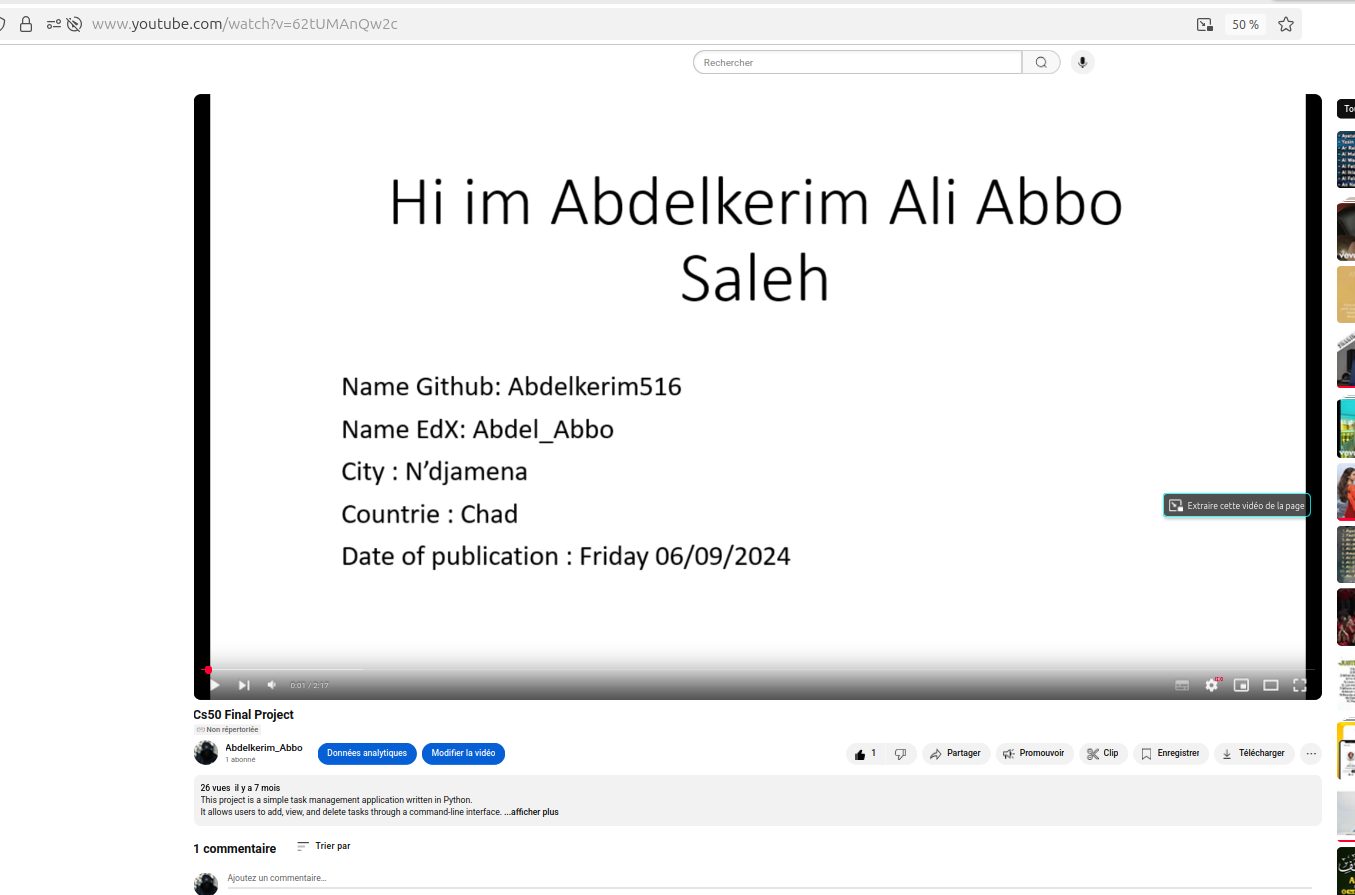 www.youtube.com/watch?v=62tUMAnQw2c
50 %
Rechercher
Hi im Abdelkerim Ali Abbo
Saleh
Name Github: Abdelkerim516
Name EdX: Abdel_Abbo
City : N’djamena
Countrie : Chad
Date of publication : Friday 06/09/2024
Extraire cette vidéo de la page
0:01 / 2:17
Cs50 Final Project
Non répertoriée
Abdelkerim_Abbo
1 abonné
Données analytiques
Modifier la vidéo
1
Partager
Promouvoir
Clip
Enregistrer
Télécharger
26 vues il y a 7 mois
This project is a simple task management application written in Python.
It allows users to add, view, and delete tasks through a command-line interface. ...afficher plus
1 commentaire
Trier par
Ajoutez un commentaire...